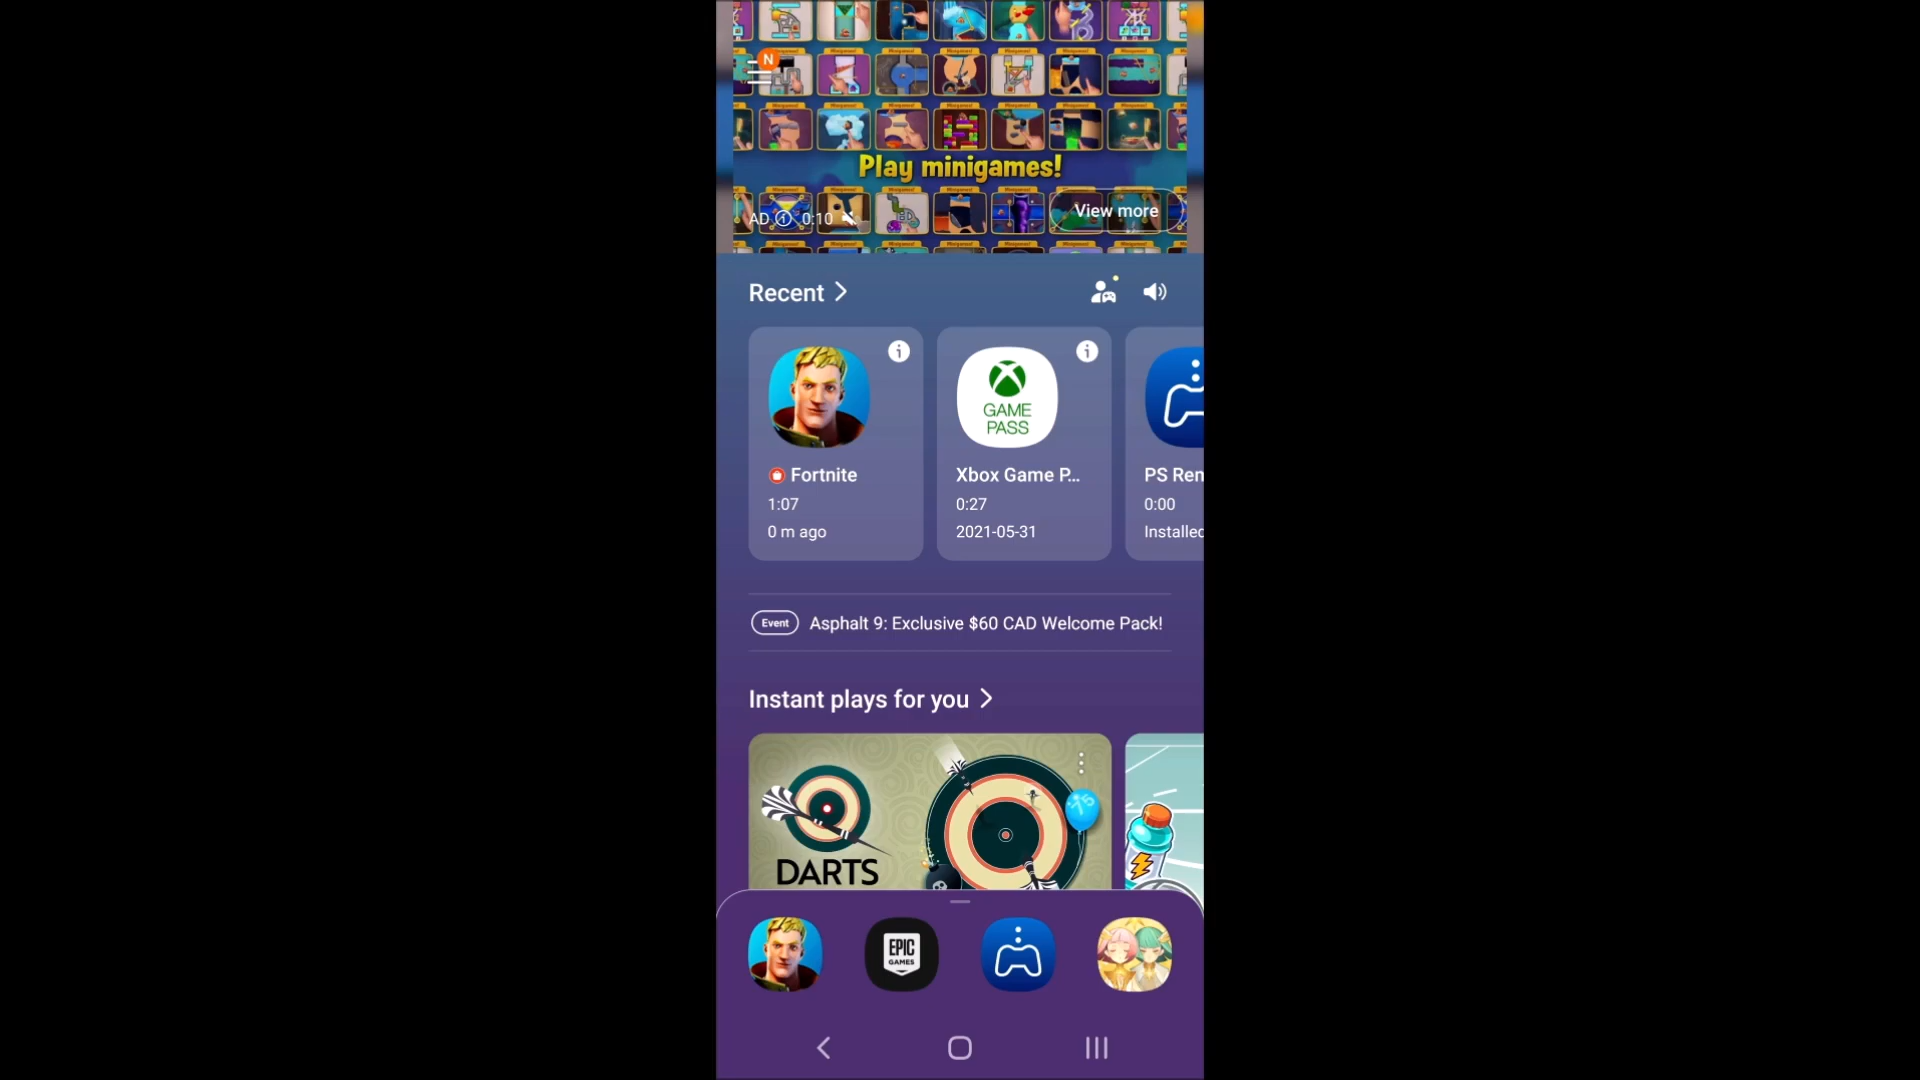 N
Play minigames!
AD 0:10
View more
Recent
GAME
PASS
Fortnite
Xbox Game P...
PS Ren
1:07
0:27
0:00
0 m ago
2021-05-31
Installed
Event Asphalt 9: Exclusive $60 CAD Welcome Pack!
Instant plays for you
-75
DARTS
EPIC
GAMES